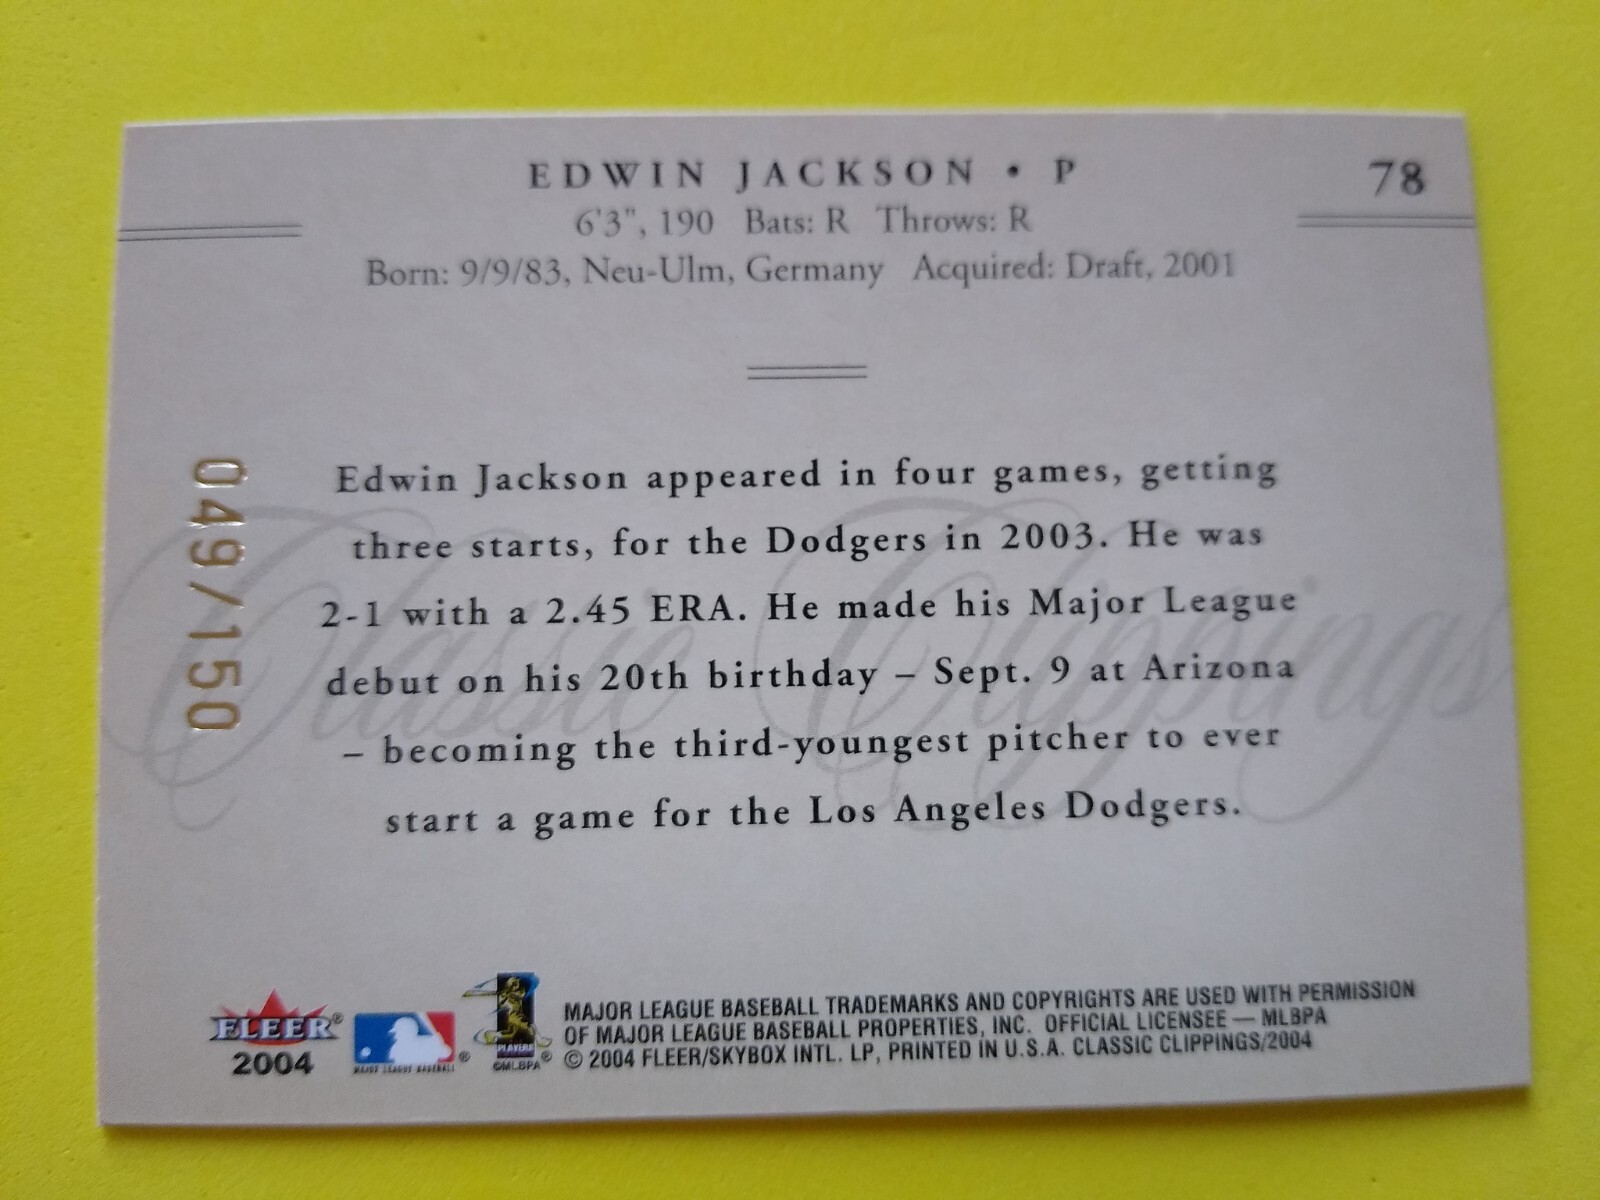 EDWIN JACKSON • P
78
6'3", 190 Bats: R Throws: R
Born: 9/9/83, Neu-Ulm, Germany Acquired: Draft, 2001
049/150
Classic Clippings
Edwin Jackson appeared in four games, getting
three starts, for the Dodgers in 2003. He was
2-1 with a 2.45 ERA. He made his Major League
debut on his 20th birthday – Sept. 9 at Arizona
– becoming the third-youngest pitcher to ever
start a game for the Los Angeles Dodgers.
FLEER®
2004
MAJOR LEAGUE BASEBALL
®
PLAYERS
©MLBPA ®
MAJOR LEAGUE BASEBALL TRADEMARKS AND COPYRIGHTS ARE USED WITH PERMISSION
OF MAJOR LEAGUE BASEBALL PROPERTIES, INC. OFFICIAL LICENSEE — MLBPA
© 2004 FLEER/SKYBOX INTL. LP, PRINTED IN U.S.A. CLASSIC CLIPPINGS/2004